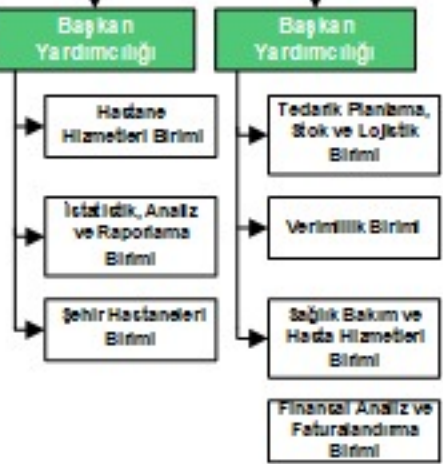 Başkan
Yardımcılığı
Hastane
Hizmetleri Birimi
İstatistik, Analiz
ve Raporlama
Birimi
Şehir Hastaneleri
Birimi
Başkan
Yardımcılığı
Tedarik Planlama,
Stok ve Lojistik
Birimi
Verimlilik Birimi
Sağlık Bakım ve
Hasta Hizmetleri
Birimi
Finansal Analiz ve
Faturalandırma
Birimi